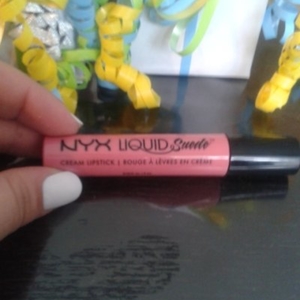 NYX LIQUID Suede
CREAM LIPSTICK | ROUGE À LÈVRES EN CRÈME